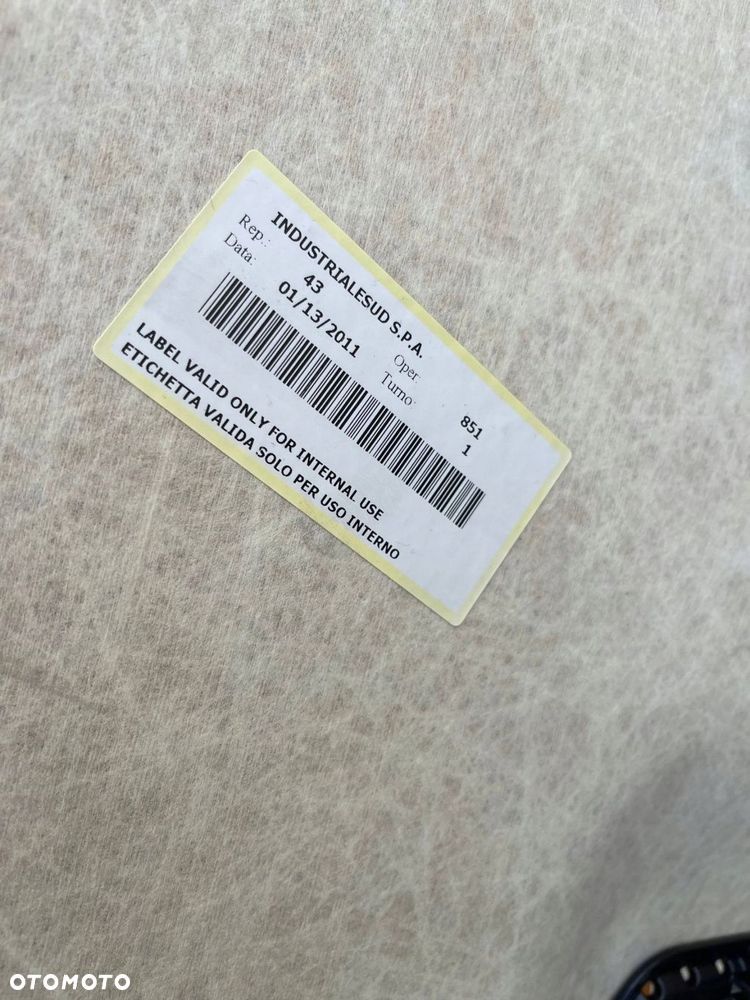 INDUSTRIALESUD S.P.A.
Rep.: 43 Oper. 851
Data: 01/13/2011 Turno: 1
LABEL VALID ONLY FOR INTERNAL USE
ETICHETTA VALIDA SOLO PER USO INTERNO
OTOMOTO